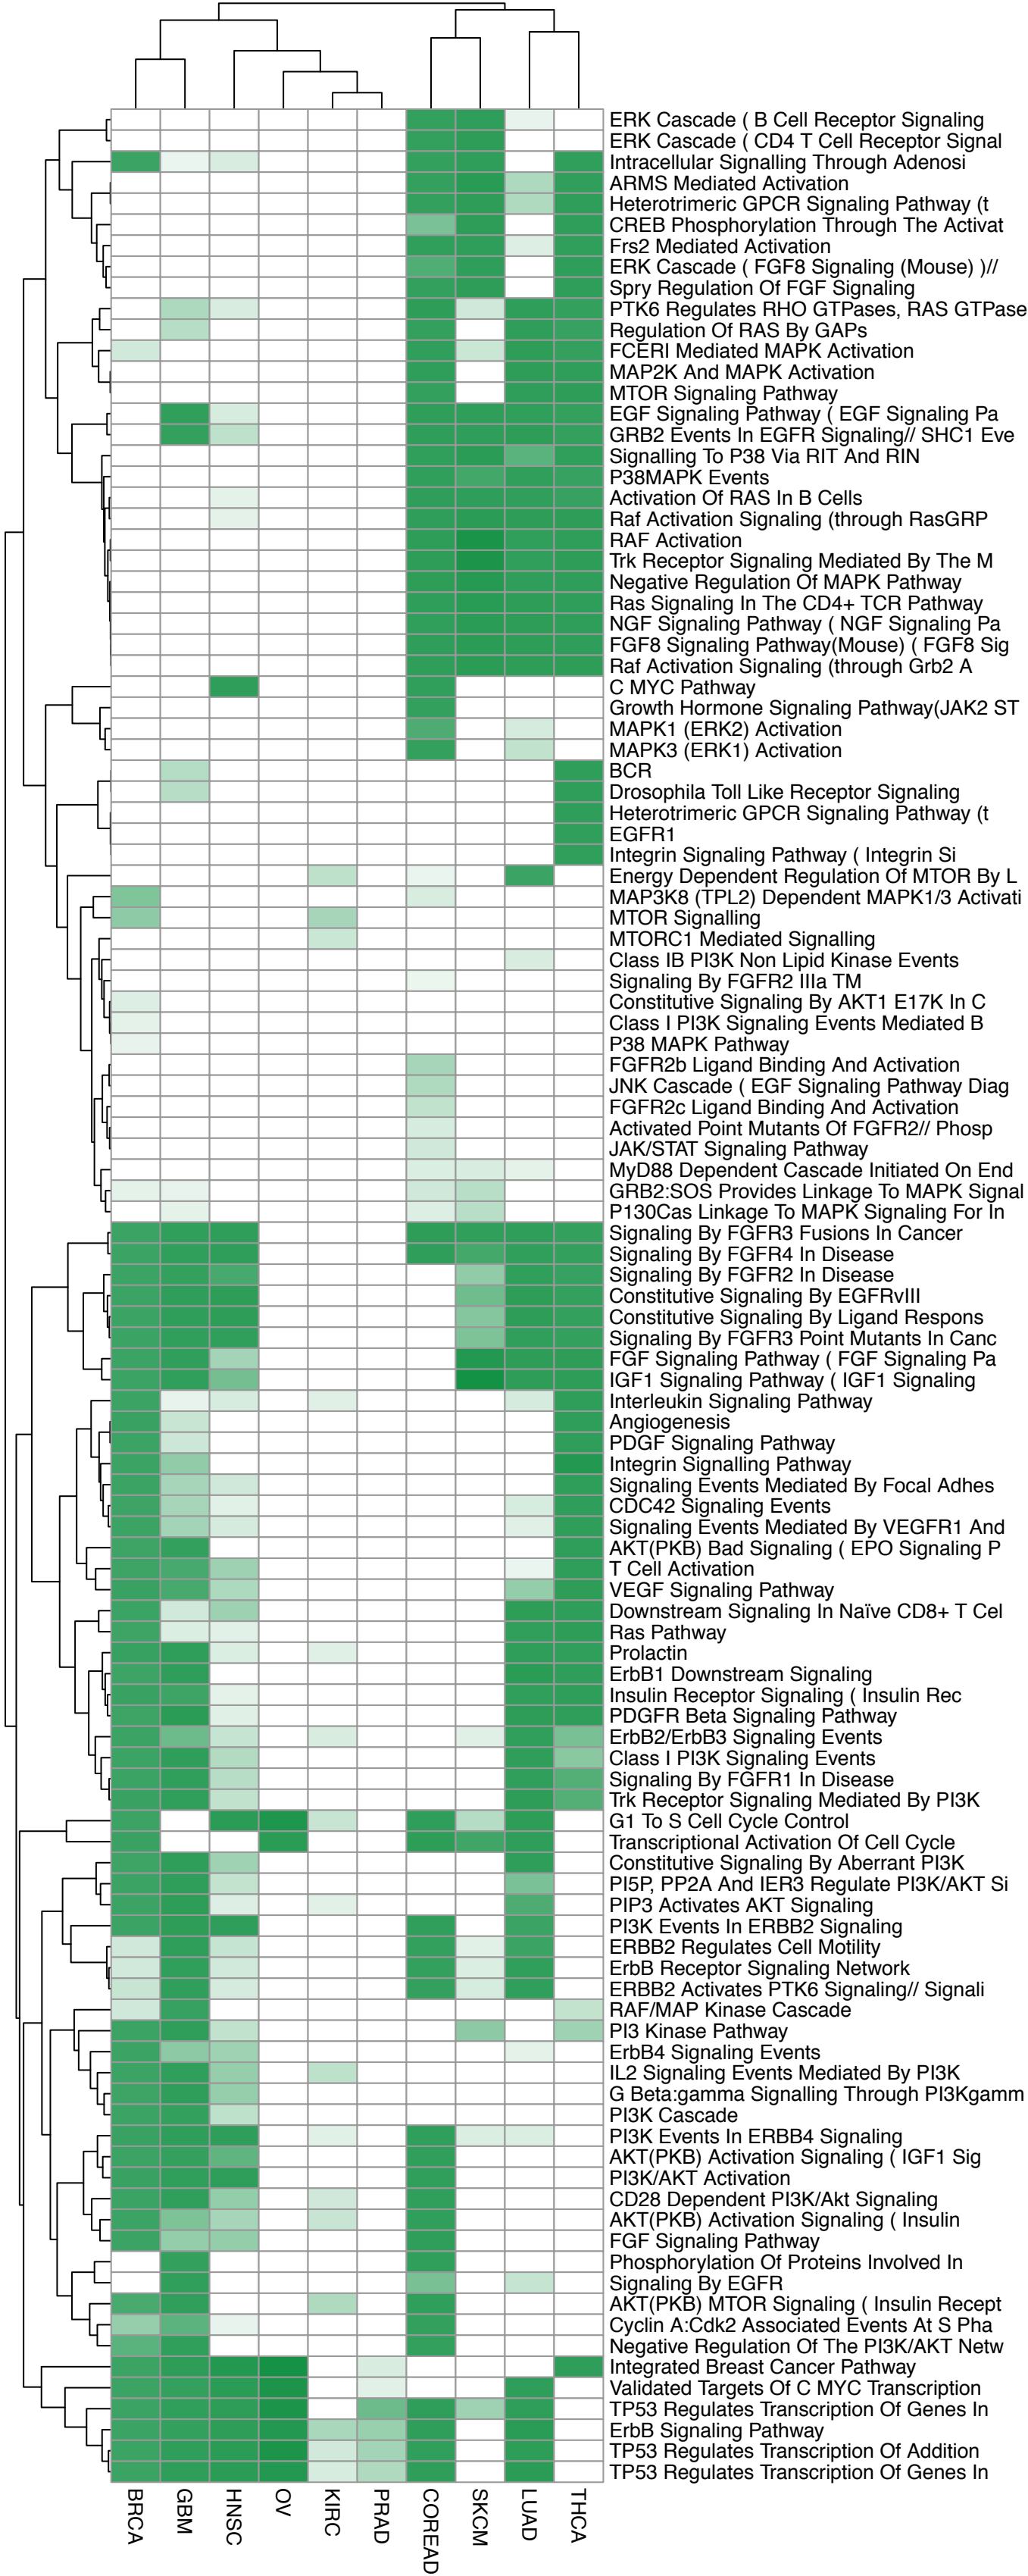 ERK Cascade ( B Cell Receptor Signaling
ERK Cascade ( CD4 T Cell Receptor Signal
Intracellular Signalling Through Adenosi
ARMS Mediated Activation
Heterotrimeric GPCR Signaling Pathway (t
CREB Phosphorylation Through The Activat
Frs2 Mediated Activation
ERK Cascade ( FGF8 Signaling (Mouse) )//
Spry Regulation Of FGF Signaling
PTK6 Regulates RHO GTPases, RAS GTPase
Regulation Of RAS By GAPs
FCERI Mediated MAPK Activation
MAP2K And MAPK Activation
MTOR Signaling Pathway
EGF Signaling Pathway ( EGF Signaling Pa
GRB2 Events In EGFR Signaling// SHC1 Eve
Signalling To P38 Via RIT And RIN
P38MAPK Events
Activation Of RAS In B Cells
Raf Activation Signaling (through RasGRP
RAF Activation
Trk Receptor Signaling Mediated By The M
Negative Regulation Of MAPK Pathway
Ras Signaling In The CD4+ TCR Pathway
NGF Signaling Pathway ( NGF Signaling Pa
FGF8 Signaling Pathway(Mouse) ( FGF8 Sig
Raf Activation Signaling (through Grb2 A
C MYC Pathway
Growth Hormone Signaling Pathway(JAK2 ST
MAPK1 (ERK2) Activation
MAPK3 (ERK1) Activation
BCR
Drosophila Toll Like Receptor Signaling
Heterotrimeric GPCR Signaling Pathway (t
EGFR1
Integrin Signaling Pathway ( Integrin Si
Energy Dependent Regulation Of MTOR By L
MAP3K8 (TPL2) Dependent MAPK1/3 Activati
MTOR Signalling
MTORC1 Mediated Signalling
Class IB PI3K Non Lipid Kinase Events
Signaling By FGFR2 IIIa TM
Constitutive Signaling By AKT1 E17K In C
Class I PI3K Signaling Events Mediated B
P38 MAPK Pathway
FGFR2b Ligand Binding And Activation
JNK Cascade ( EGF Signaling Pathway Diag
FGFR2c Ligand Binding And Activation
Activated Point Mutants Of FGFR2// Phosp
JAK/STAT Signaling Pathway
MyD88 Dependent Cascade Initiated On End
GRB2:SOS Provides Linkage To MAPK Signal
P130Cas Linkage To MAPK Signaling For In
Signaling By FGFR3 Fusions In Cancer
Signaling By FGFR4 In Disease
Signaling By FGFR2 In Disease
Constitutive Signaling By EGFRvIII
Constitutive Signaling By Ligand Respons
Signaling By FGFR3 Point Mutants In Canc
FGF Signaling Pathway ( FGF Signaling Pa
IGF1 Signaling Pathway ( IGF1 Signaling
Interleukin Signaling Pathway
Angiogenesis
PDGF Signaling Pathway
Integrin Signalling Pathway
Signaling Events Mediated By Focal Adhes
CDC42 Signaling Events
Signaling Events Mediated By VEGFR1 And
AKT(PKB) Bad Signaling ( EPO Signaling P
T Cell Activation
VEGF Signaling Pathway
Downstream Signaling In Naïve CD8+ T Cel
Ras Pathway
Prolactin
ErbB1 Downstream Signaling
Insulin Receptor Signaling ( Insulin Rec
PDGFR Beta Signaling Pathway
ErbB2/ErbB3 Signaling Events
Class I PI3K Signaling Events
Signaling By FGFR1 In Disease
Trk Receptor Signaling Mediated By PI3K
G1 To S Cell Cycle Control
Transcriptional Activation Of Cell Cycle
Constitutive Signaling By Aberrant PI3K
PI5P, PP2A And IER3 Regulate PI3K/AKT Si
PIP3 Activates AKT Signaling
PI3K Events In ERBB2 Signaling
ERBB2 Regulates Cell Motility
ErbB Receptor Signaling Network
ERBB2 Activates PTK6 Signaling// Signali
RAF/MAP Kinase Cascade
PI3 Kinase Pathway
ErbB4 Signaling Events
IL2 Signaling Events Mediated By PI3K
G Beta:gamma Signalling Through PI3Kgamm
PI3K Cascade
PI3K Events In ERBB4 Signaling
AKT(PKB) Activation Signaling ( IGF1 Sig
PI3K/AKT Activation
CD28 Dependent PI3K/Akt Signaling
AKT(PKB) Activation Signaling ( Insulin
FGF Signaling Pathway
Phosphorylation Of Proteins Involved In
Signaling By EGFR
AKT(PKB) MTOR Signaling ( Insulin Recept
Cyclin A:Cdk2 Associated Events At S Pha
Negative Regulation Of The PI3K/AKT Netw
Integrated Breast Cancer Pathway
Validated Targets Of C MYC Transcription
TP53 Regulates Transcription Of Genes In
ErbB Signaling Pathway
TP53 Regulates Transcription Of Addition
TP53 Regulates Transcription Of Genes In
BRCA
GBM
HNSC
OV
KIRC
PRAD
COREAD
SKCM
LUAD
THCA